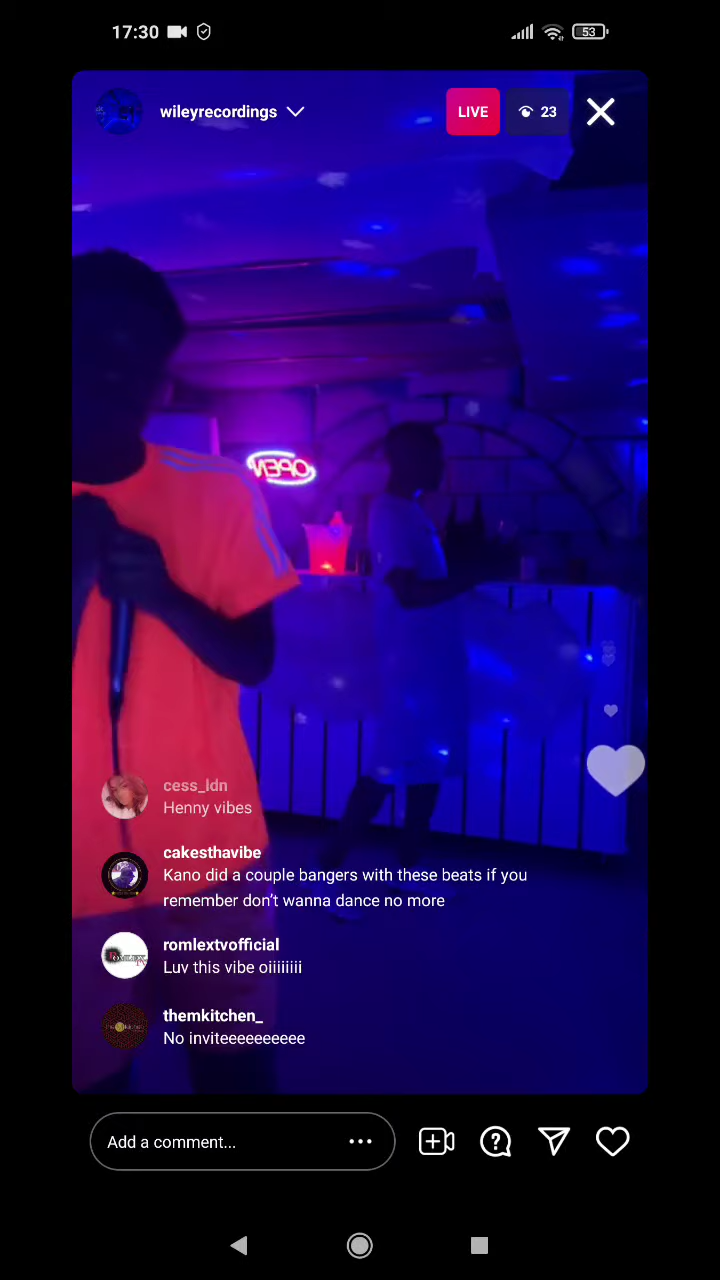 17:30
53
wileyrecordings
LIVE
23
OPEN
cess_ldn
Henny vibes
cakesthavibe
Kano did a couple bangers with these beats if you
remember don't wanna dance no more
romlextvofficial
Luv this vibe oiiiiiiii
themkitchen_
No inviteeeeeeeeee
Add a comment...